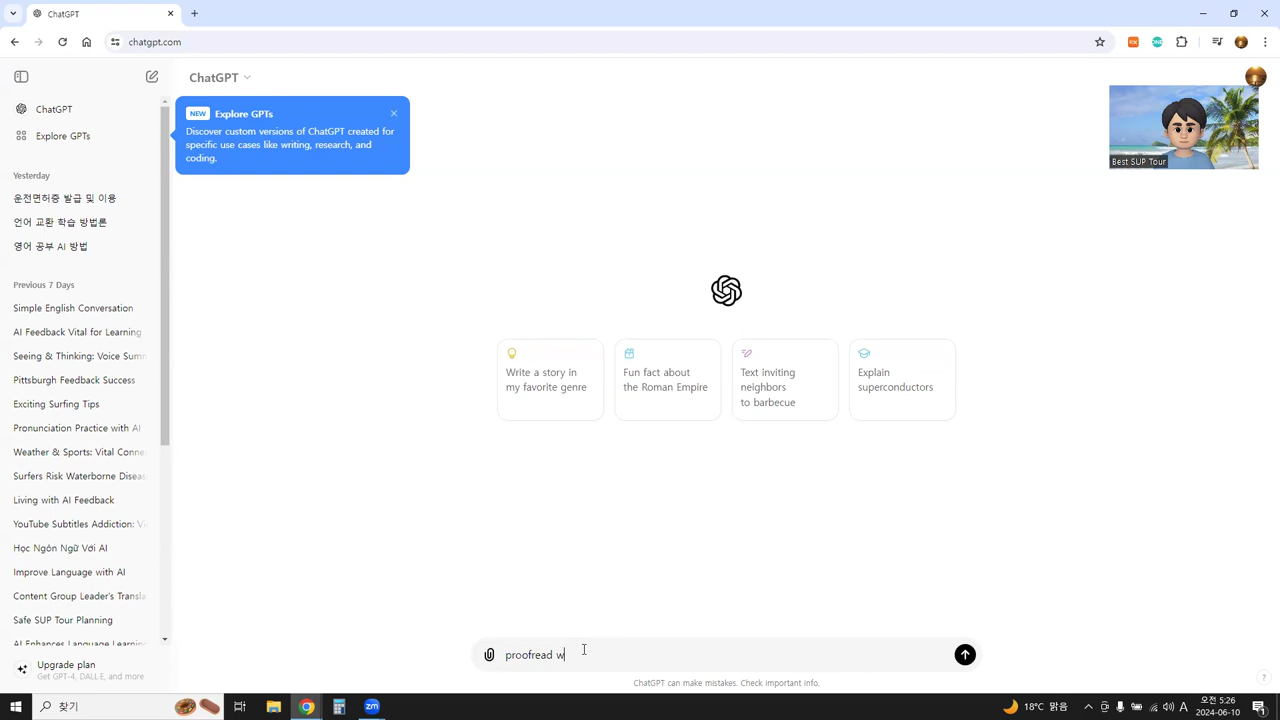 ChatGPT
chatgpt.com
ChatGPT
ChatGPT
Explore GPTs
NEW Explore GPTs
Discover custom versions of ChatGPT created for
specific use cases like writing, research, and
coding.
Best SUP Tour
Yesterday
운전면허증 발급 및 이용
언어 교환 학습 방법론
영어 공부 AI 방법
Previous 7 Days
Simple English Conversation
AI Feedback Vital for Learning
Seeing & Thinking: Voice Sum
Pittsburgh Feedback Success
Exciting Surfing Tips
Pronunciation Practice with AI
Weather & Sports: Vital Conne
Surfers Risk Waterborne Diseas
Living with AI Feedback
YouTube Subtitles Addiction: Vi
Học Ngôn Ngữ Với AI
Improve Language with AI
Content Group Leader's Transla
Safe SUP Tour Planning
AI Enhances Language Learning
Upgrade plan
Get GPT-4, DALL·E, and more
Write a story in
my favorite genre
Fun fact about
the Roman Empire
Text inviting
neighbors
to barbecue
Explain
superconductors
proofread w
ChatGPT can make mistakes. Check important info.
?
찾기
zm
18°C 맑음
A
오전 5:26
2024-06-10
1